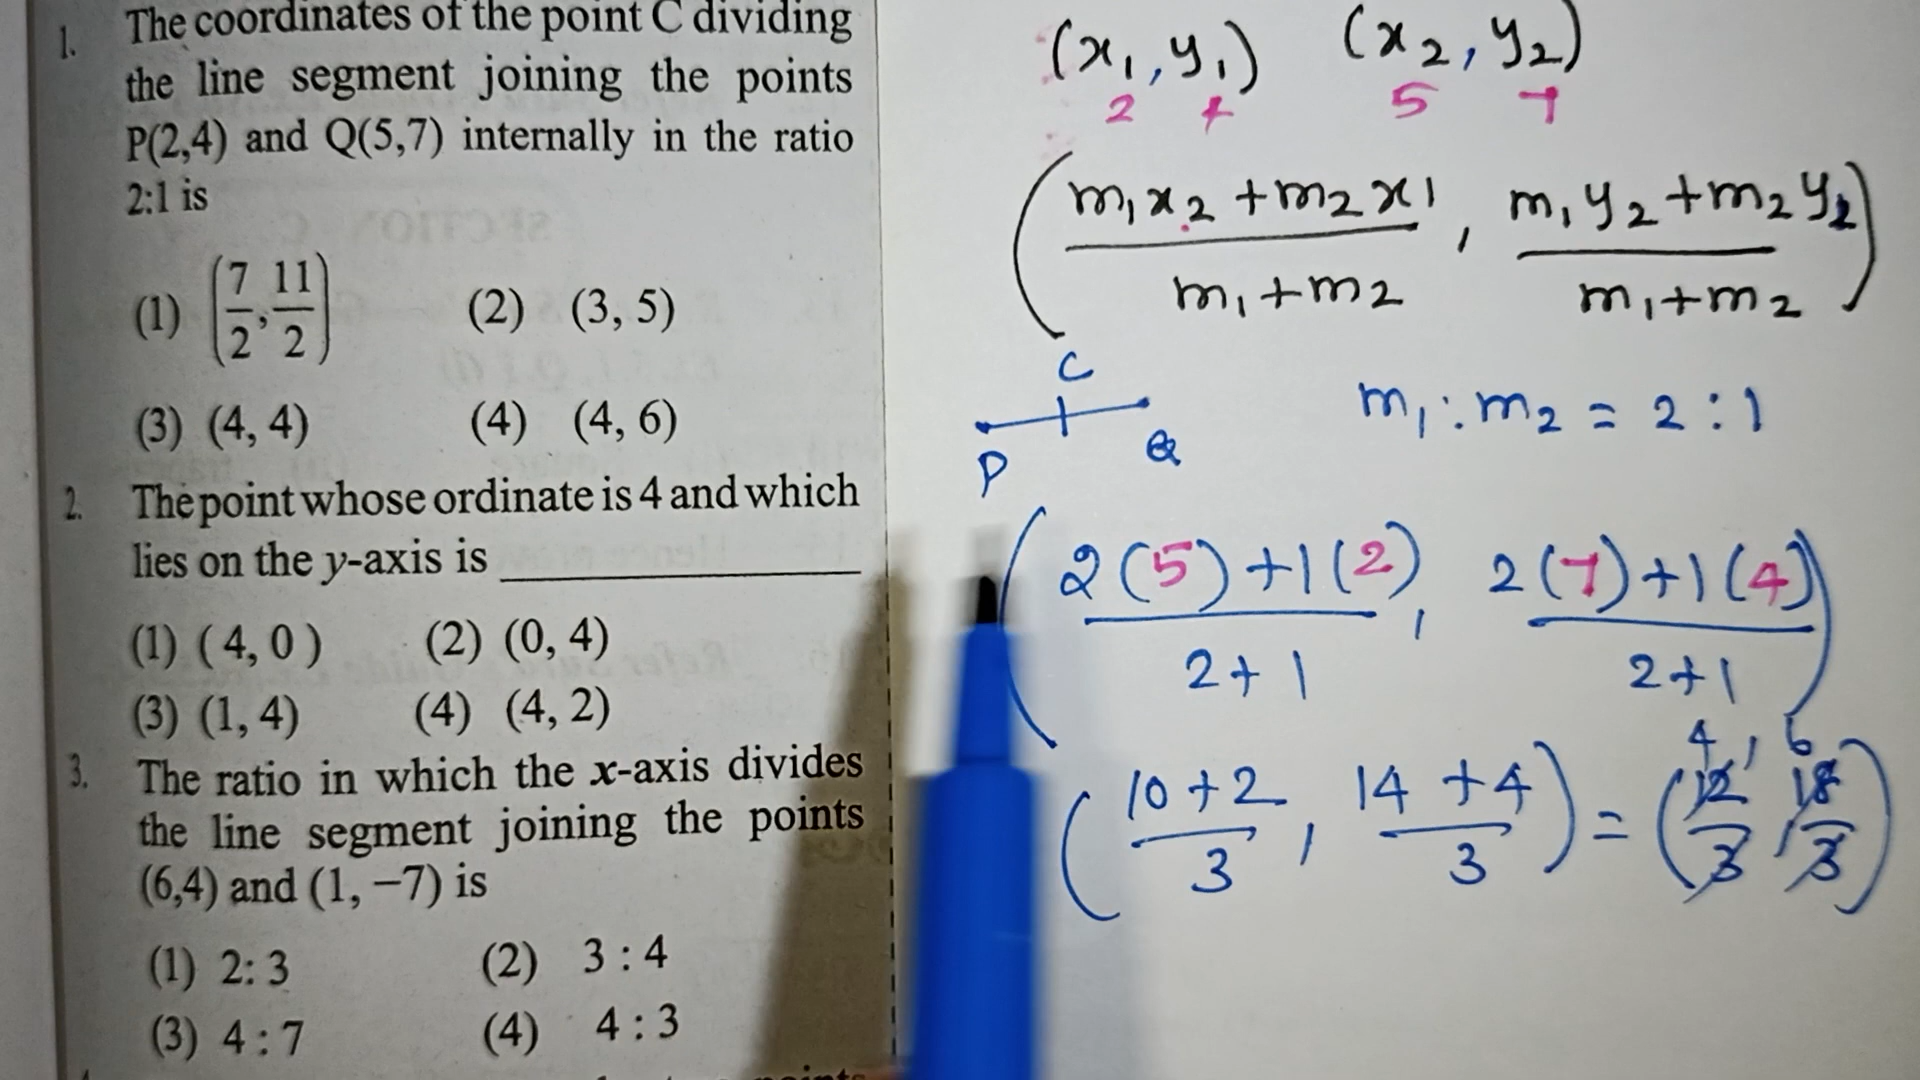 1. The coordinates of the point C dividing
the line segment joining the points
P(2,4) and Q(5,7) internally in the ratio
2:1 is
(1) (7/2, 11/2) (2) (3, 5)
(3) (4, 4) (4) (4, 6)
2. The point whose ordinate is 4 and which
lies on the y-axis is ____________
(1) ( 4, 0 ) (2) (0, 4)
(3) (1, 4) (4) (4, 2)
3. The ratio in which the x-axis divides
the line segment joining the points
(6,4) and (1, −7) is
(1) 2: 3 (2) 3 : 4
(3) 4 : 7 (4) 4 : 3
points
(x₁, y₁) (x₂, y₂)
2 4 5 7
(m₁x₂ + m₂x₁ / m₁ + m₂, m₁y₂ + m₂y₂ / m₁ + m₂)
C
P Q
m₁ : m₂ = 2 : 1
(2(5) + 1(2) / 2 + 1, 2(7) + 1(4) / 2 + 1)
4, 6
(10 + 2 / 3, 14 + 4 / 3) = (12/3, 18/3)